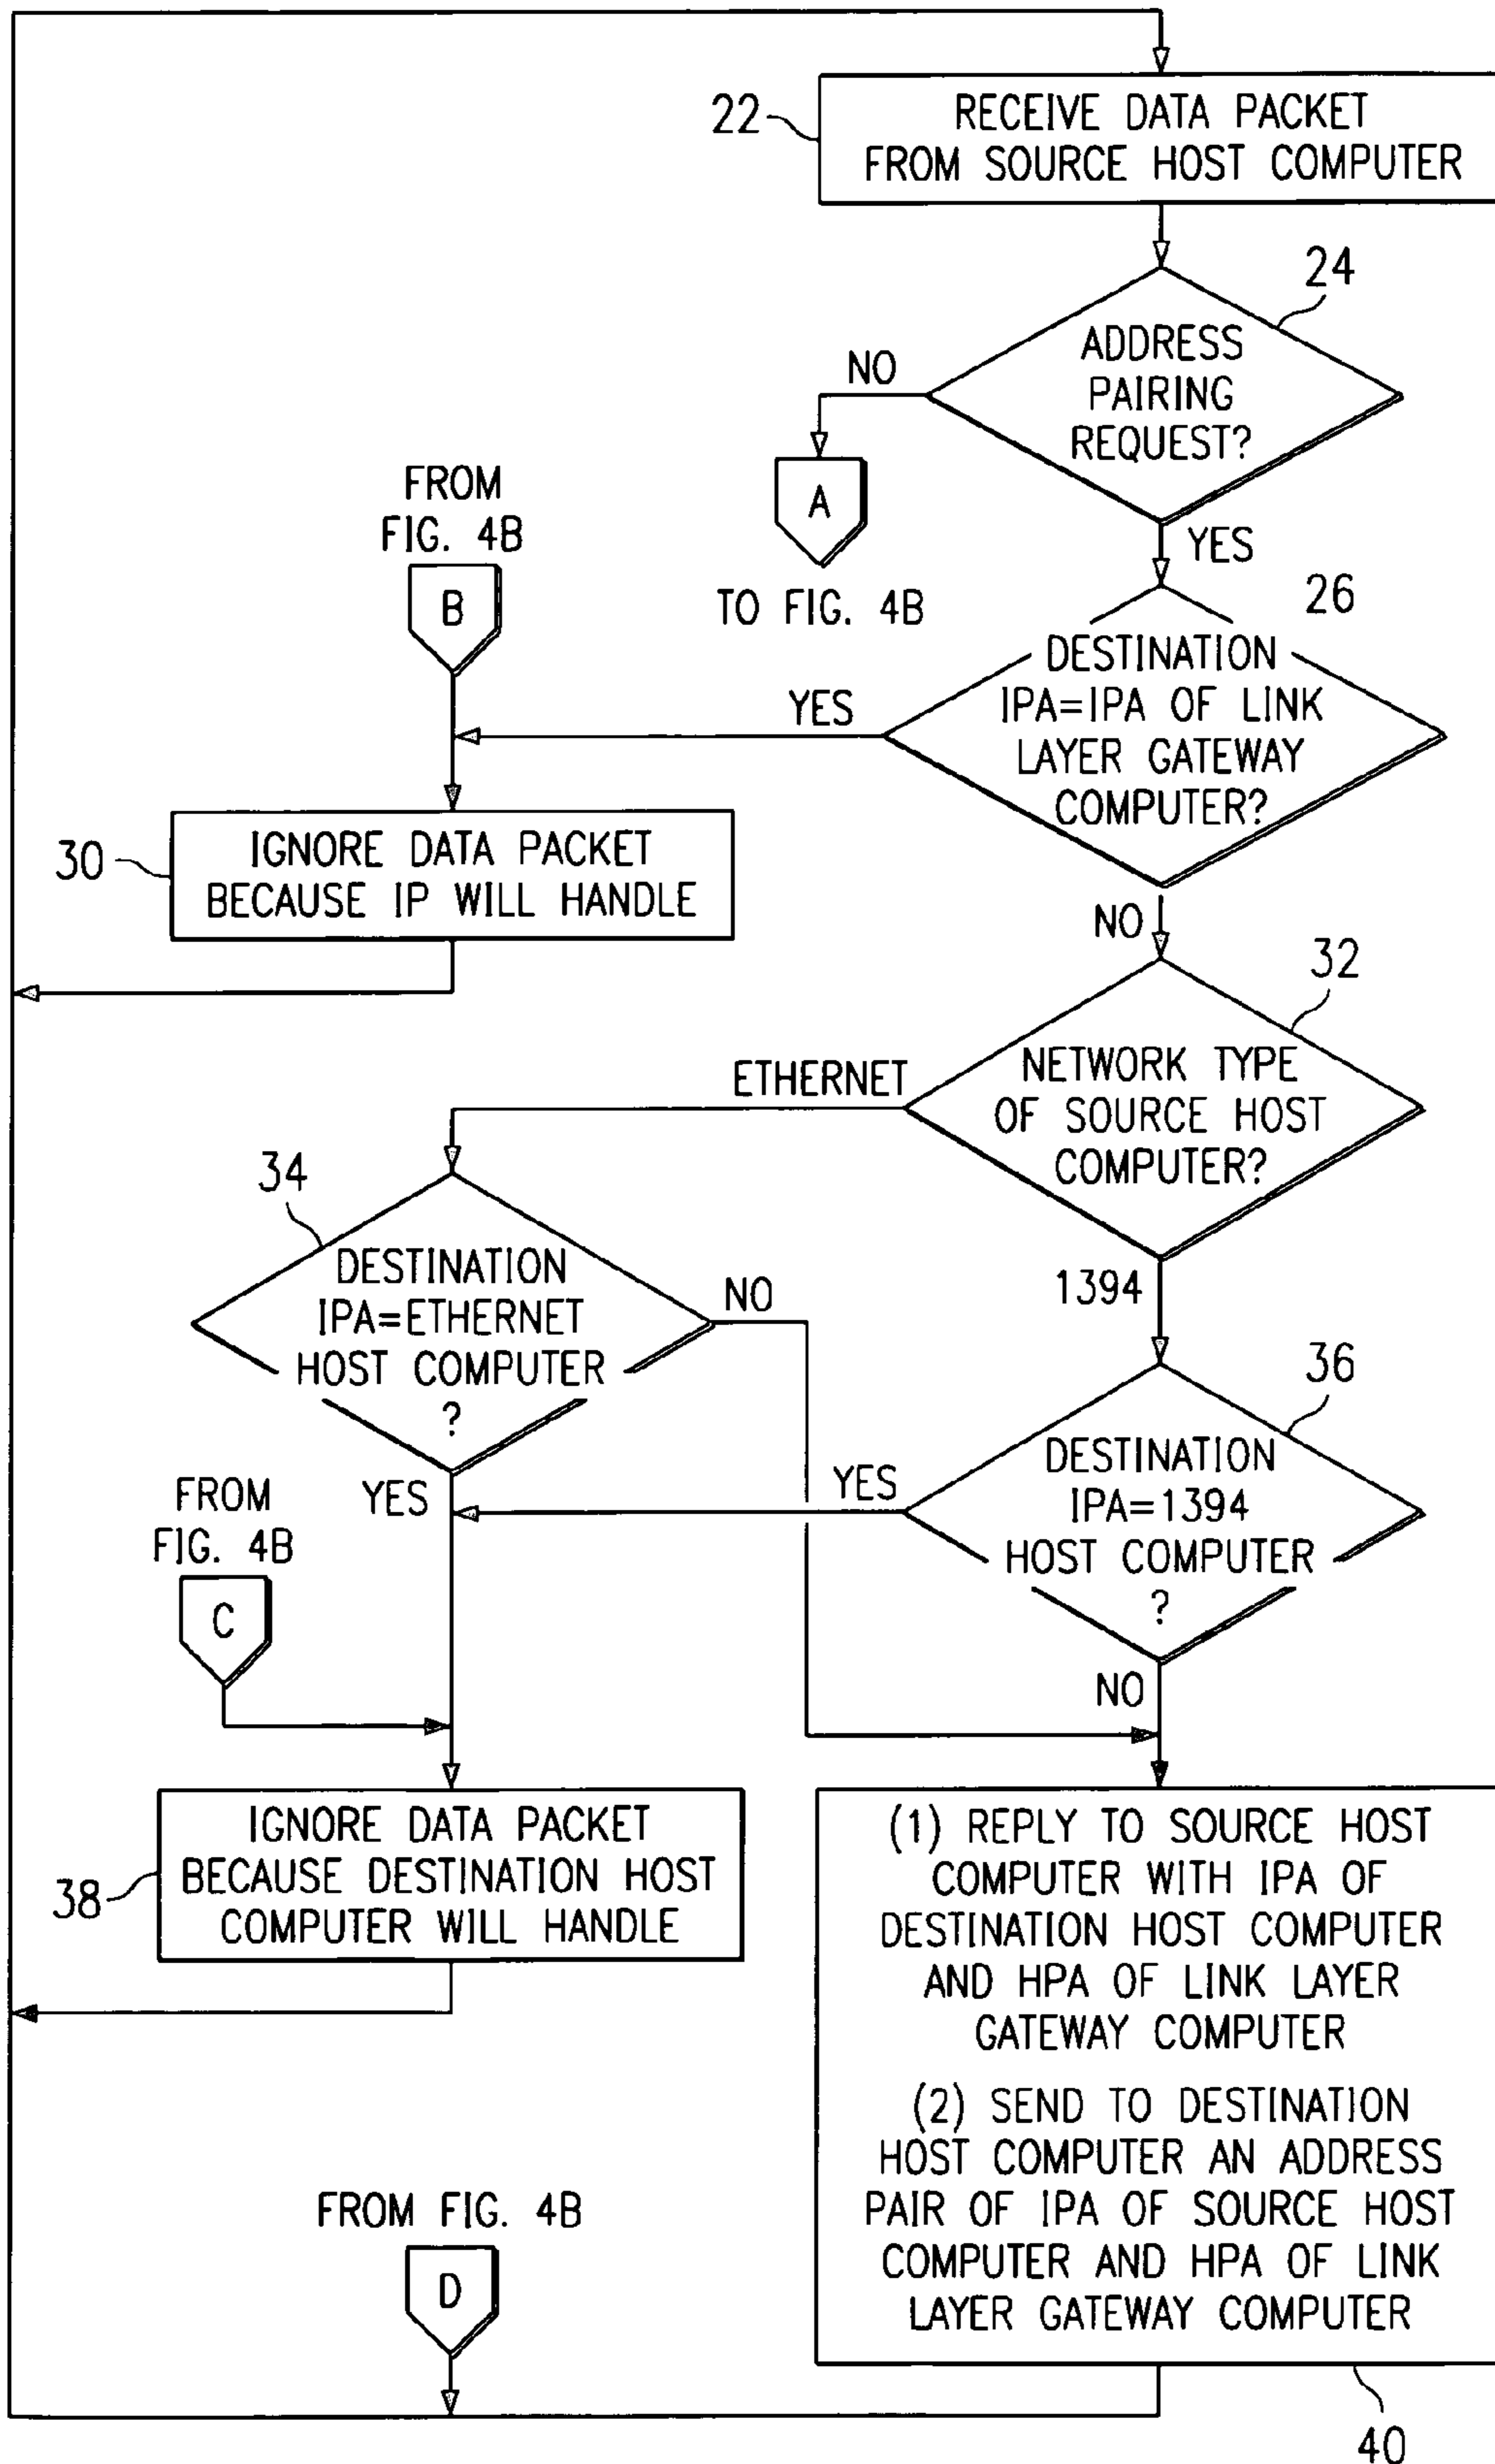 22
RECEIVE DATA PACKET
FROM SOURCE HOST COMPUTER
24
ADDRESS
PAIRING
REQUEST?
NO
A
TO FIG. 4B
YES
FROM
FIG. 4B
B
26
DESTINATION
IPA=IPA OF LINK
LAYER GATEWAY
COMPUTER?
YES
30
IGNORE DATA PACKET
BECAUSE IP WILL HANDLE
NO
32
NETWORK TYPE
OF SOURCE HOST
COMPUTER?
ETHERNET
1394
34
DESTINATION
IPA=ETHERNET
HOST COMPUTER
?
NO
YES
36
DESTINATION
IPA=1394
HOST COMPUTER
?
YES
NO
FROM
FIG. 4B
C
38
IGNORE DATA PACKET
BECAUSE DESTINATION HOST
COMPUTER WILL HANDLE
(1) REPLY TO SOURCE HOST
COMPUTER WITH IPA OF
DESTINATION HOST COMPUTER
AND HPA OF LINK LAYER
GATEWAY COMPUTER
(2) SEND TO DESTINATION
HOST COMPUTER AN ADDRESS
PAIR OF IPA OF SOURCE HOST
COMPUTER AND HPA OF LINK
LAYER GATEWAY COMPUTER
40
FROM FIG. 4B
D